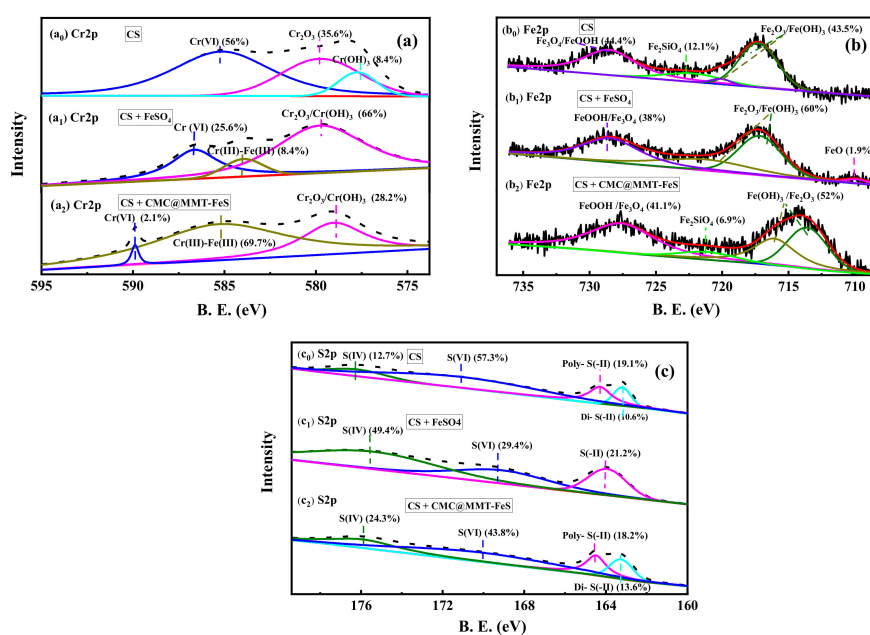 (a₀) Cr2p
CS
(a)
Cr(VI) (56%)
Cr₂O₃ (35.6%)
Cr(OH)₃ (8.4%)
(a₁) Cr2p
CS + FeSO₄
Cr (VI) (25.6%)
Cr(III)-Fe(III) (8.4%)
Cr₂O₃/Cr(OH)₃ (66%)
(a₂) Cr2p
CS + CMC@MMT-FeS
Cr(VI) (2.1%)
Cr(III)-Fe(III) (69.7%)
Cr₂O₃/Cr(OH)₃ (28.2%)
Intensity
595 590 585 580 575
B. E. (eV)
(b₀) Fe2p
CS
(b)
Fe₃O₄/FeOOH (44.4%)
Fe₂SiO₄ (12.1%)
Fe₂O₃/Fe(OH)₃ (43.5%)
(b₁) Fe2p
CS + FeSO₄
FeOOH/Fe₃O₄ (38%)
Fe₂O₃/Fe(OH)₃ (60%)
FeO (1.9%)
(b₂) Fe2p
CS + CMC@MMT-FeS
FeOOH /Fe₃O₄ (41.1%)
Fe₂SiO₄ (6.9%)
Fe(OH)₃ /Fe₂O₃ (52%)
Intensity
735 730 725 720 715 710
B. E. (eV)
(c₀) S2p
S(IV) (12.7%)
CS
S(VI) (57.3%)
Poly- S(-II) (19.1%)
(c)
Di- S(-II) (10.6%)
(c₁) S2p
CS + FeSO4
S(IV) (49.4%)
S(VI) (29.4%)
S(-II) (21.2%)
(c₂) S2p
CS + CMC@MMT-FeS
S(IV) (24.3%)
S(VI) (43.8%)
Poly- S(-II) (18.2%)
Di- S(-II) (13.6%)
Intensity
176 172 168 164 160
B. E. (eV)